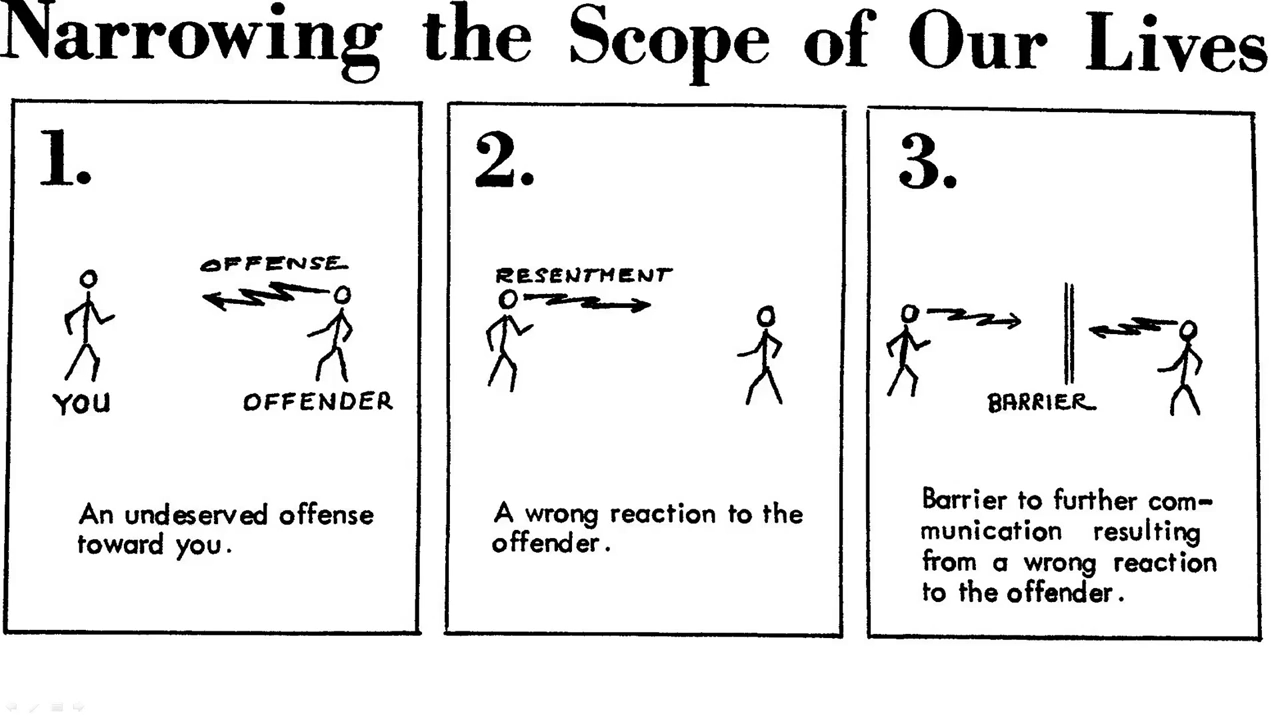 Narrowing the Scope of Our Lives
1.
OFFENSE
YOU
OFFENDER
An undeserved offense
toward you.
2.
RESENTMENT
A wrong reaction to the
offender.
3.
BARRIER
Barrier to further com-
munication resulting
from a wrong reaction
to the offender.